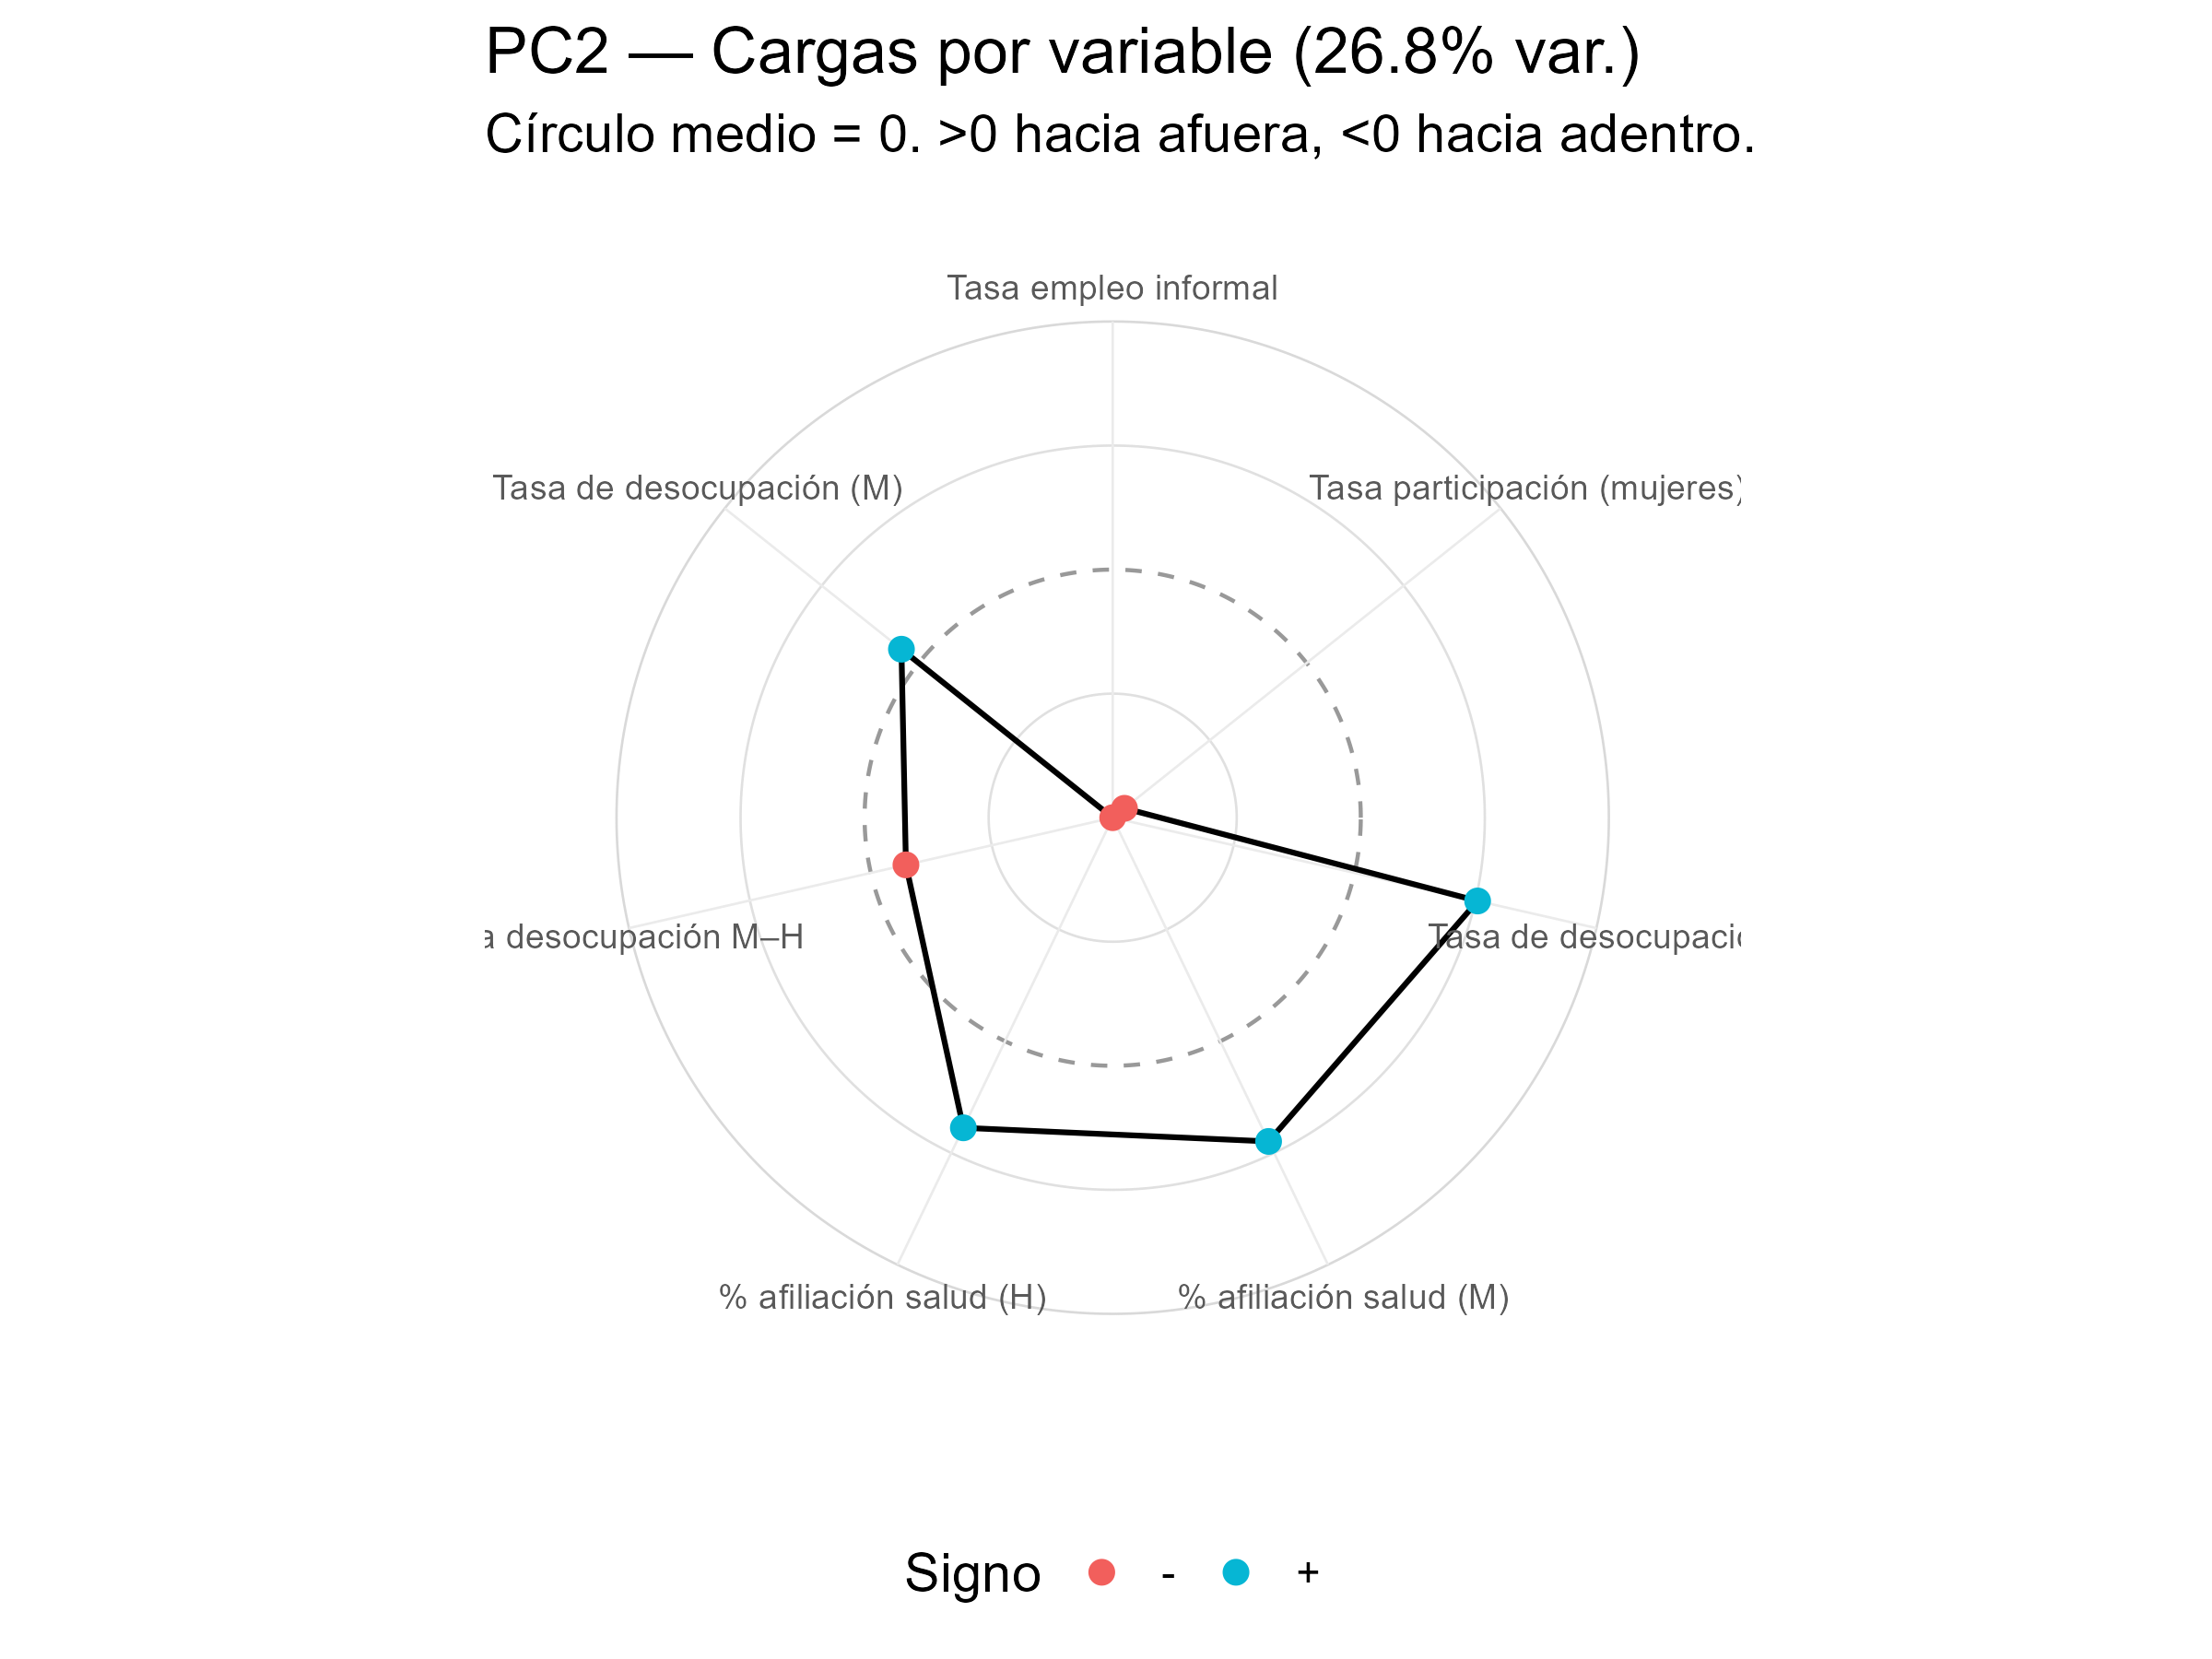 PC2 — Cargas por variable (26.8% var.)
Círculo medio = 0. >0 hacia afuera, <0 hacia adentro.
Tasa empleo informal
Tasa de desocupación (M)
Tasa participación (mujeres)
a desocupación M–H
Tasa de desocupació
% afiliación salud (H)
% afiliación salud (M)
Signo - +